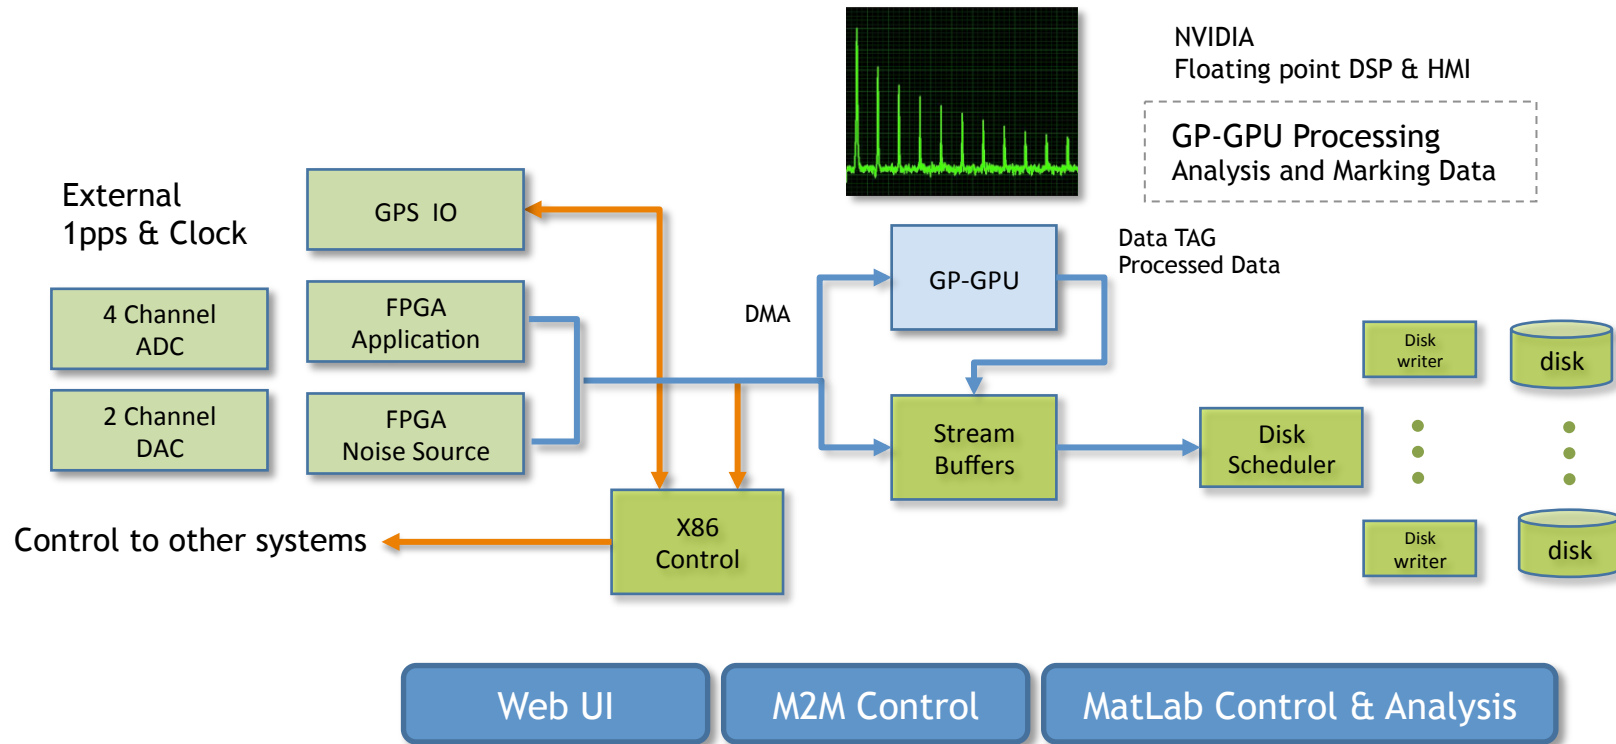 NVIDIA
Floating point DSP & HMI
GP-GPU Processing
Analysis and Marking Data
External
1pps & Clock
GPS IO
4 Channel
ADC
FPGA
Application
2 Channel
DAC
FPGA
Noise Source
DMA
GP-GPU
Data TAG
Processed Data
Stream
Buffers
Disk
Scheduler
Disk
writer
disk
Disk
writer
disk
X86
Control
Control to other systems
Web UI
M2M Control
MatLab Control & Analysis